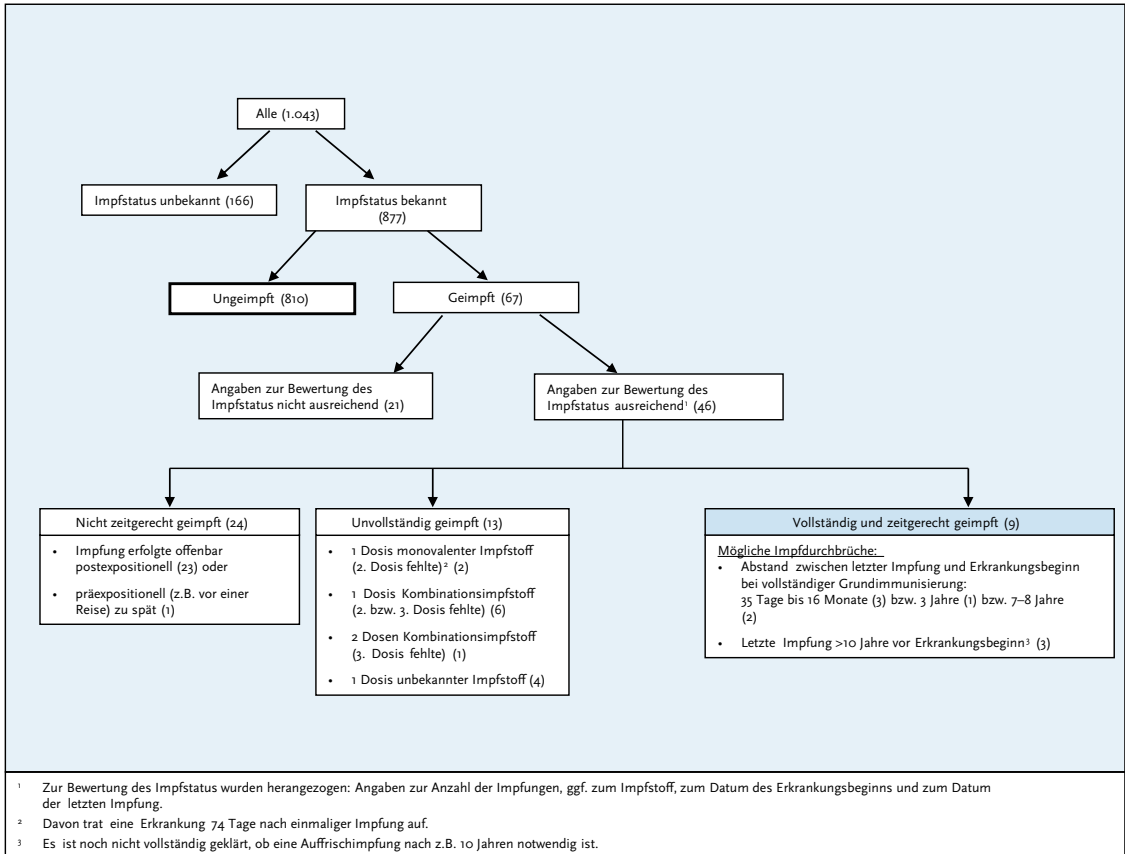 Alle (1.043)
Impfstatus unbekannt (166)
Impfstatus bekannt
(877)
Ungeimpft (810)
Geimpft (67)
Angaben zur Bewertung des
Impfstatus nicht ausreichend (21)
Angaben zur Bewertung des
Impfstatus ausreichend¹ (46)
Nicht zeitgerecht geimpft (24)
• Impfung erfolgte offenbar
postexpositionell (23) oder
• präexpositionell (z.B. vor einer
Reise) zu spät (1)
Unvollständig geimpft (13)
• 1 Dosis monovalenter Impfstoff
(2. Dosis fehlte)² (2)
• 1 Dosis Kombinationsimpfstoff
(2. bzw. 3. Dosis fehlte) (6)
• 2 Dosen Kombinationsimpfstoff
(3. Dosis fehlte) (1)
• 1 Dosis unbekannter Impfstoff (4)
Vollständig und zeitgerecht geimpft (9)
Mögliche Impfdurchbrüche:
• Abstand zwischen letzter Impfung und Erkrankungsbeginn
bei vollständiger Grundimmunisierung:
35 Tage bis 16 Monate (3) bzw. 3 Jahre (1) bzw. 7–8 Jahre
(2)
• Letzte Impfung >10 Jahre vor Erkrankungsbeginn³ (3)
¹ Zur Bewertung des Impfstatus wurden herangezogen: Angaben zur Anzahl der Impfungen, ggf. zum Impfstoff, zum Datum des Erkrankungsbeginns und zum Datum
der letzten Impfung.
² Davon trat eine Erkrankung 74 Tage nach einmaliger Impfung auf.
³ Es ist noch nicht vollständig geklärt, ob eine Auffrischimpfung nach z.B. 10 Jahren notwendig ist.